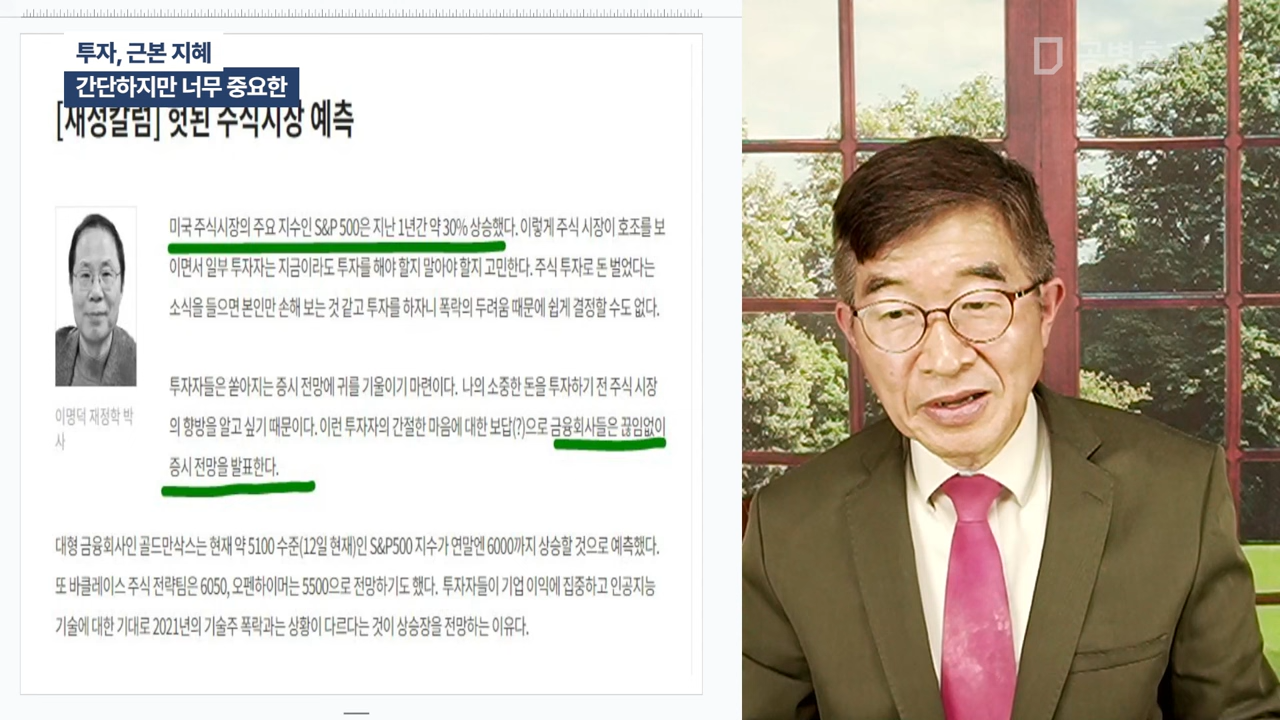 투자, 근본 지혜
간단하지만 너무 중요한
[재정칼럼] 헛된 주식시장 예측
미국 주식시장의 주요 지수인 S&P 500은 지난 1년간 약 30% 상승했다. 이렇게 주식 시장이 호조를 보
이면서 일부 투자자는 지금이라도 투자를 해야 할지 말아야 할지 고민한다. 주식 투자로 돈 벌었다는
소식을 들으면 본인만 손해 보는 것 같고 투자를 하자니 폭락의 두려움 때문에 쉽게 결정할 수도 없다.
투자자들은 쏟아지는 증시 전망에 귀를 기울이기 마련이다. 나의 소중한 돈을 투자하기 전 주식 시장
의 향방을 알고 싶기 때문이다. 이런 투자자의 간절한 마음에 대한 보답(?)으로 금융회사들은 끊임없이
증시 전망을 발표한다.
이명덕 재정학 박
사
대형 금융회사인 골드만삭스는 현재 약 5100 수준(12일 현재)인 S&P500 지수가 연말엔 6000까지 상승할 것으로 예측했다.
또 바클레이스 주식 전략팀은 6050, 오펜하이머는 5500으로 전망하기도 했다. 투자자들이 기업 이익에 집중하고 인공지능
기술에 대한 기대로 2021년의 기술주 폭락과는 상황이 다르다는 것이 상승장을 전망하는 이유다.